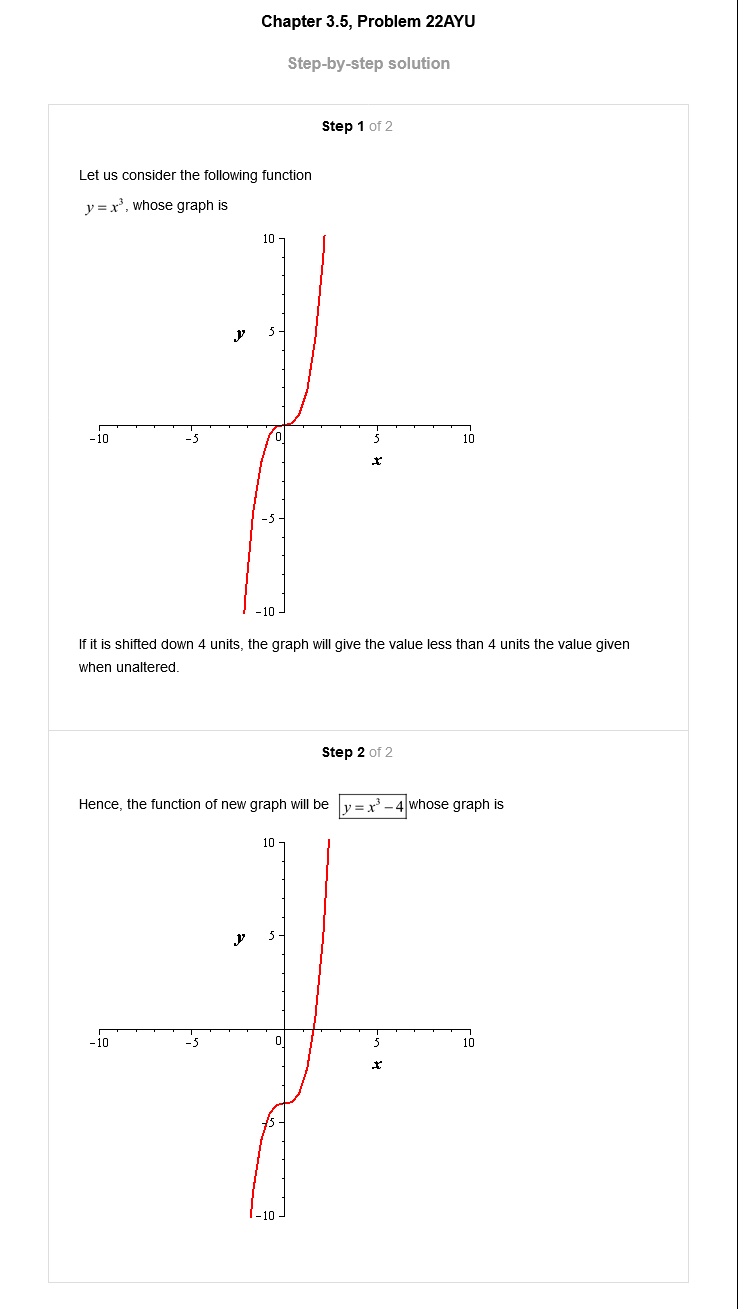 Chapter 3.5, Problem 22AYU
Step-by-step solution
Step 1 of 2
Let us consider the following function
y = x³, whose graph is
10
y 5
-10 -5 0 5 10
x
-5
-10
If it is shifted down 4 units, the graph will give the value less than 4 units the value given
when unaltered.
Step 2 of 2
Hence, the function of new graph will be y = x³ – 4 whose graph is
10
y 5
-10 -5 0 5 10
x
-5
-10